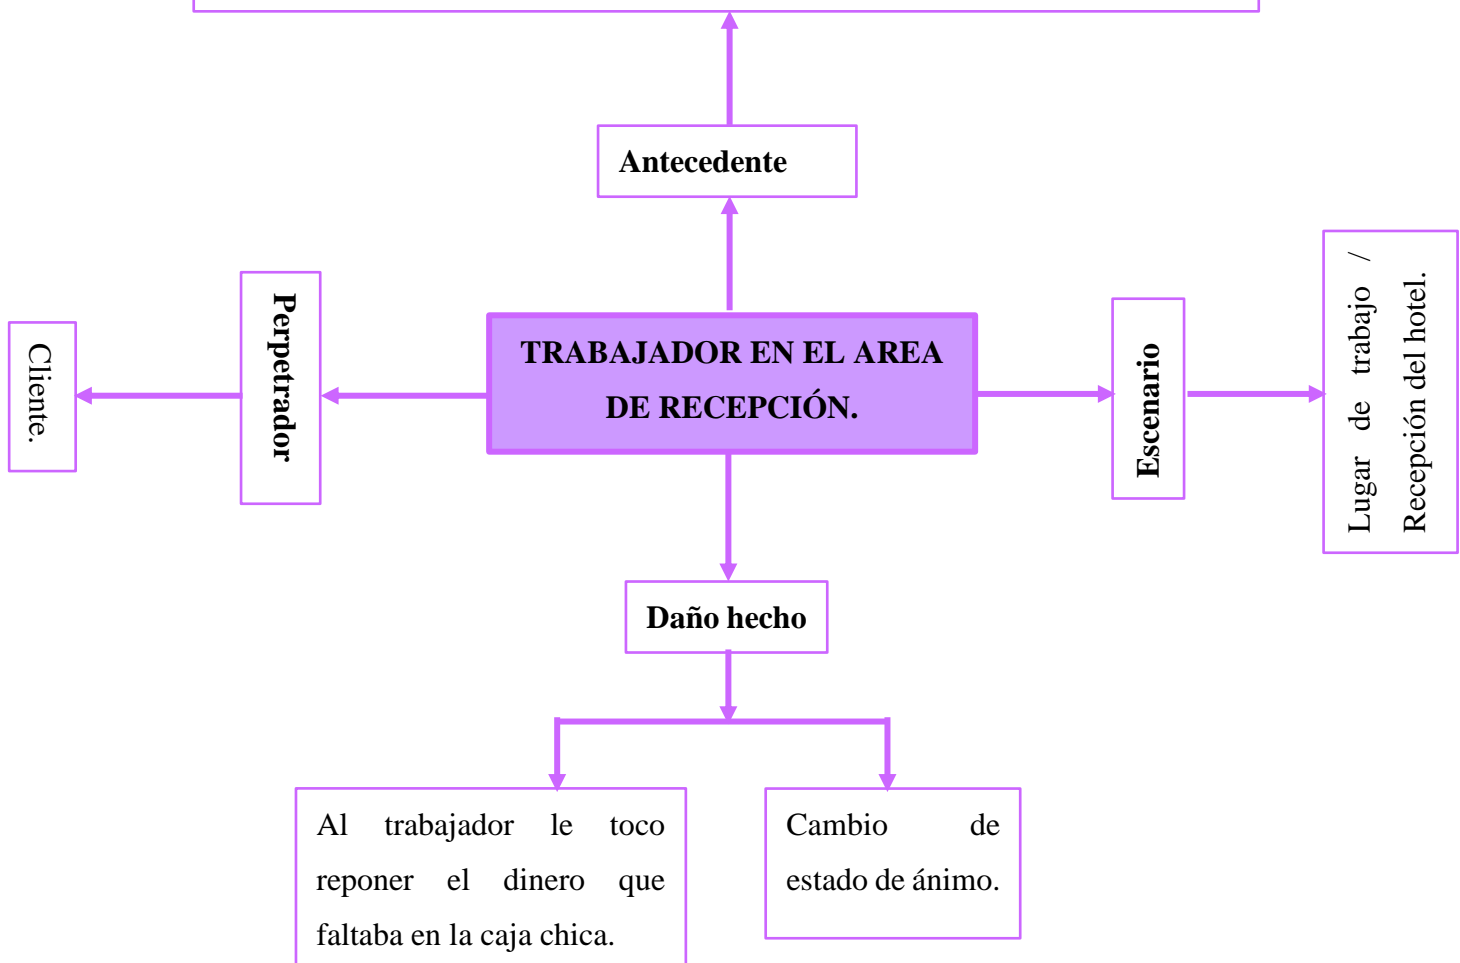 Antecedente
Cliente.
Perpetrador
TRABAJADOR EN EL AREA
DE RECEPCIÓN.
Escenario
Lugar de trabajo /
Recepción del hotel.
Daño hecho
Al trabajador le toco
reponer el dinero que
faltaba en la caja chica.
Cambio de
estado de ánimo.